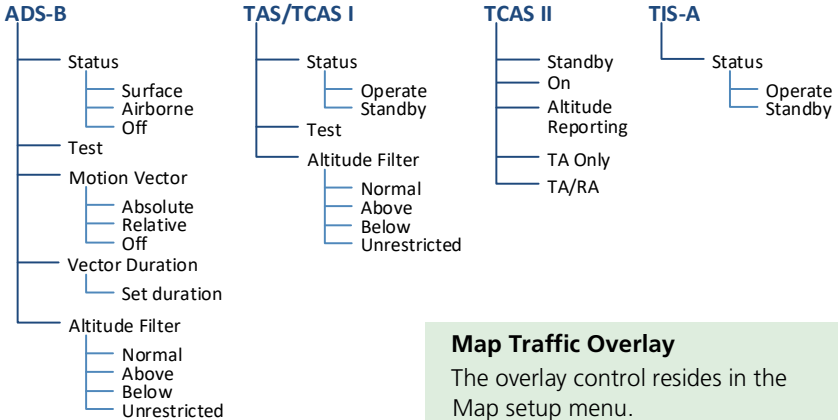 ADS-B
Status
Surface
Airborne
Off
Test
Motion Vector
Absolute
Relative
Off
Vector Duration
Set duration
Altitude Filter
Normal
Above
Below
Unrestricted
TAS/TCAS I
Status
Operate
Standby
Test
Altitude Filter
Normal
Above
Below
Unrestricted
TCAS II
Standby
On
Altitude
Reporting
TA Only
TA/RA
TIS-A
Status
Operate
Standby
Map Traffic Overlay
The overlay control resides in the
Map setup menu.